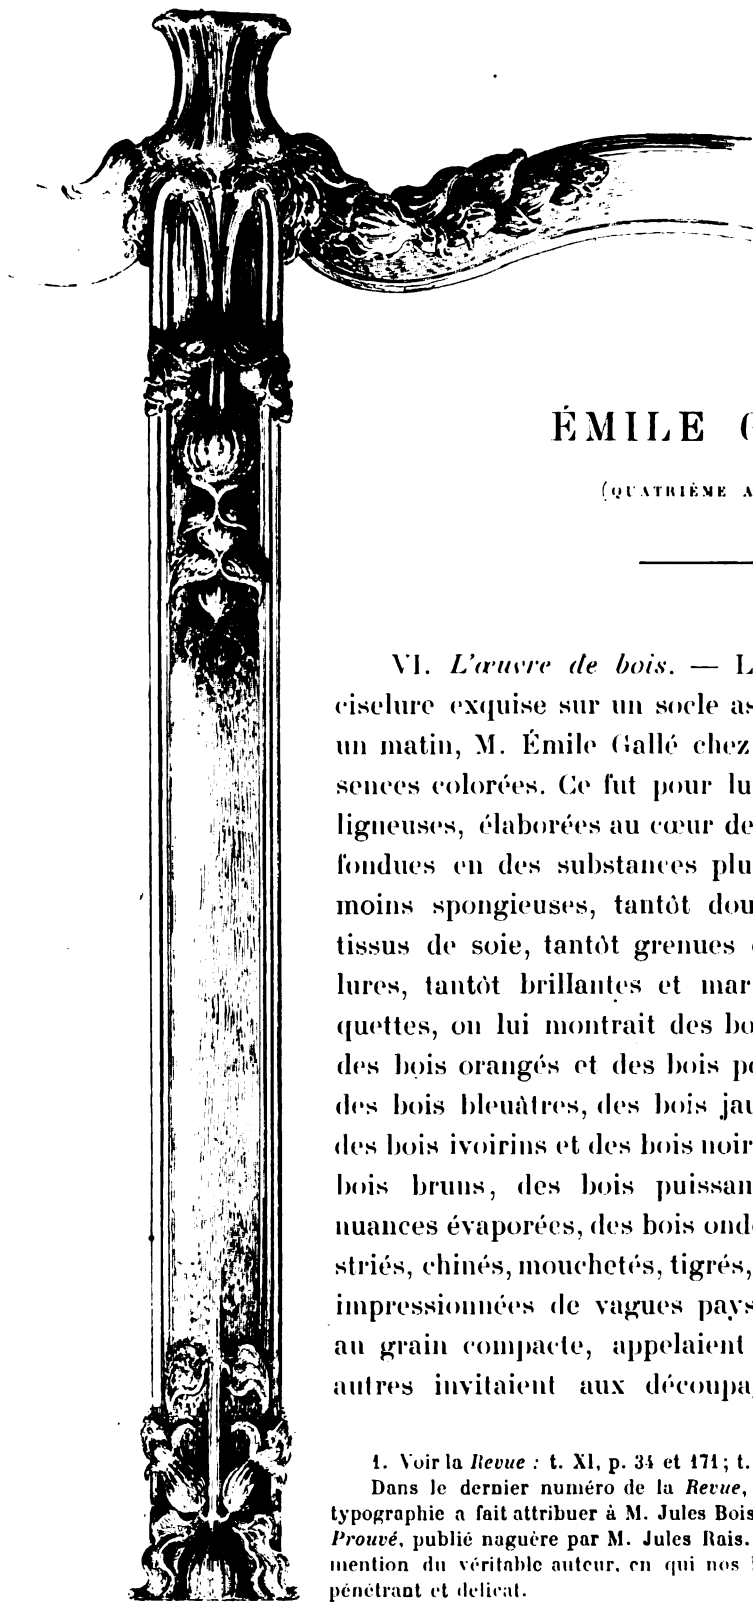 ÉMILE G
(QUATRIÈME A
VI. L'œuvre de bois. — L
ciselure exquise sur un socle as
un matin, M. Émile Gallé chez
sences colorées. Ce fut pour lu
ligneuses, élaborées au cœur de
fondues en des substances plu
moins spongieuses, tantôt dou
tissus de soie, tantôt grenues
lures, tantôt brillantes et mar
quettes, on lui montrait des bo
des bois orangés et des bois po
des bois bleuâtres, des bois jau
des bois ivoirins et des bois noir
bois bruns, des bois puissan
nuances évaporées, des bois ond
striés, chinés, mouchetés, tigrés,
impressionnées de vagues pays
au grain compacte, appelaient
autres invitaient aux découpa
1. Voir la Revue : t. XI, p. 34 et 171 ; t.
Dans le dernier numéro de la Revue,
typographie a fait attribuer à M. Jules Bois
Prouvé, publié naguère par M. Jules Rais.
mention du véritable auteur, en qui nos
pénétrant et délicat.